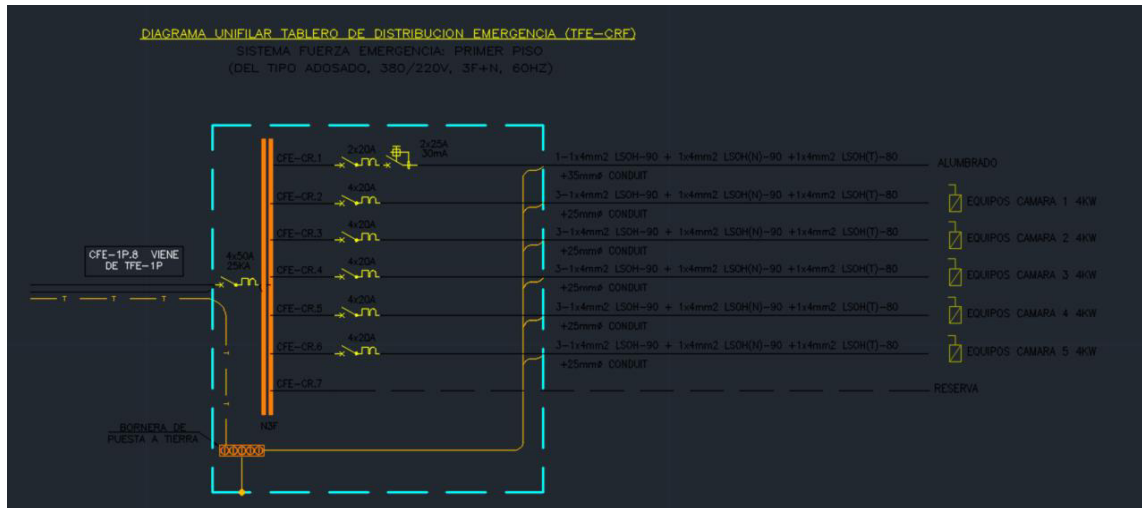 DIAGRAMA UNIFILAR TABLERO DE DISTRIBUCION EMERGENCIA (TFE-CRF)
SISTEMA FUERZA EMERGENCIA: PRIMER PISO
(DEL TIPO ADOSADO, 380/220V, 3F+N, 60HZ)
CFE-CR.1
2x20A
2x25A
30mA
1-1x4mm2 LSOH-90 + 1x4mm2 LSOH(N)-90 +1x4mm2 LSOH(T)-80
+35mmø CONDUIT
ALUMBRADO
CFE-CR.2
4x20A
3-1x4mm2 LSOH-90 + 1x4mm2 LSOH(N)-90 +1x4mm2 LSOH(T)-80
+25mmø CONDUIT
EQUIPOS CAMARA 1 4KW
CFE-CR.3
4x20A
3-1x4mm2 LSOH-90 + 1x4mm2 LSOH(N)-90 +1x4mm2 LSOH(T)-80
+25mmø CONDUIT
EQUIPOS CAMARA 2 4KW
CFE-1P.8 VIENE
DE TFE-1P
4x50A
25KA
CFE-CR.4
4x20A
3-1x4mm2 LSOH-90 + 1x4mm2 LSOH(N)-90 +1x4mm2 LSOH(T)-80
+25mmø CONDUIT
EQUIPOS CAMARA 3 4KW
T T T
CFE-CR.5
4x20A
3-1x4mm2 LSOH-90 + 1x4mm2 LSOH(N)-90 +1x4mm2 LSOH(T)-80
+25mmø CONDUIT
EQUIPOS CAMARA 4 4KW
T
CFE-CR.6
4x20A
3-1x4mm2 LSOH-90 + 1x4mm2 LSOH(N)-90 +1x4mm2 LSOH(T)-80
+25mmø CONDUIT
EQUIPOS CAMARA 5 4KW
CFE-CR.7
RESERVA
T
N3F
BORNERA DE
PUESTA A TIERRA